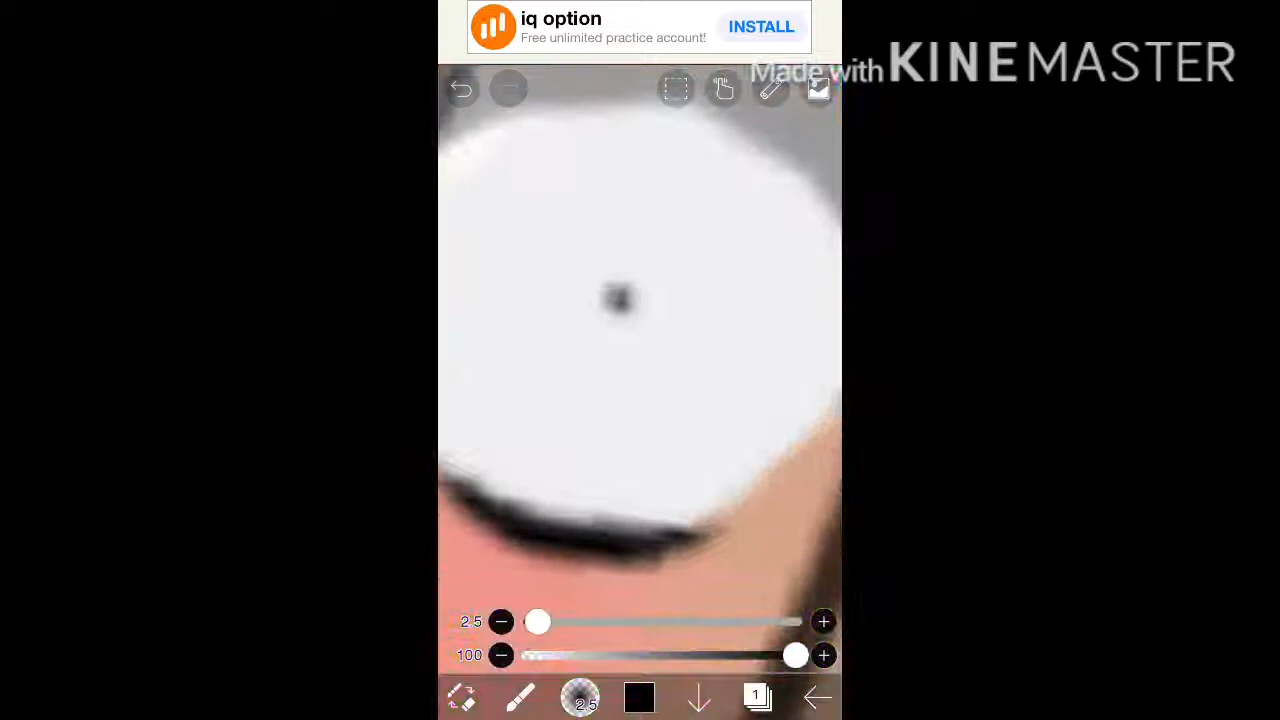 iq option
Free unlimited practice account!
INSTALL
Made with KINEMASTER
2.5
100
2.5
1